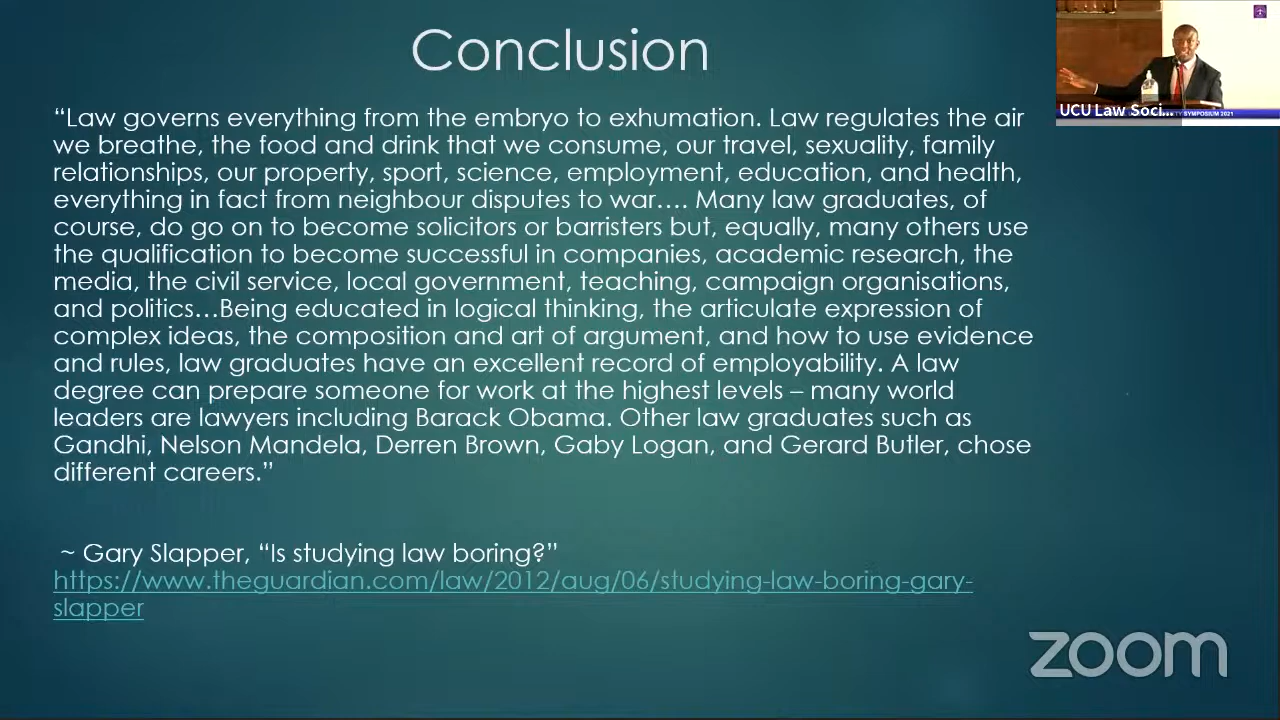 Conclusion
“Law governs everything from the embryo to exhumation. Law regulates the air
we breathe, the food and drink that we consume, our travel, sexuality, family
relationships, our property, sport, science, employment, education, and health,
everything in fact from neighbour disputes to war…. Many law graduates, of
course, do go on to become solicitors or barristers but, equally, many others use
the qualification to become successful in companies, academic research, the
media, the civil service, local government, teaching, campaign organisations,
and politics…Being educated in logical thinking, the articulate expression of
complex ideas, the composition and art of argument, and how to use evidence
and rules, law graduates have an excellent record of employability. A law
degree can prepare someone for work at the highest levels – many world
leaders are lawyers including Barack Obama. Other law graduates such as
Gandhi, Nelson Mandela, Derren Brown, Gaby Logan, and Gerard Butler, chose
different careers.”
~ Gary Slapper, “Is studying law boring?”
https://www.theguardian.com/law/2012/aug/06/studying-law-boring-gary-
slapper
UCU Law Soci...
SYMPOSIUM 2021
zoom